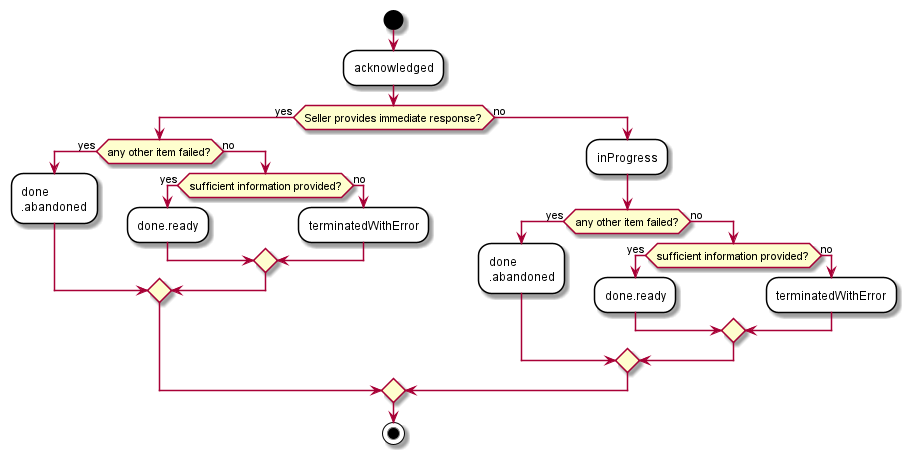 acknowledged
yes
Seller provides immediate response?
no
yes
any other item failed?
no
done
.abandoned
yes
sufficient information provided?
no
done.ready
terminatedWithError
inProgress
yes
any other item failed?
no
done
.abandoned
yes
sufficient information provided?
no
done.ready
terminatedWithError